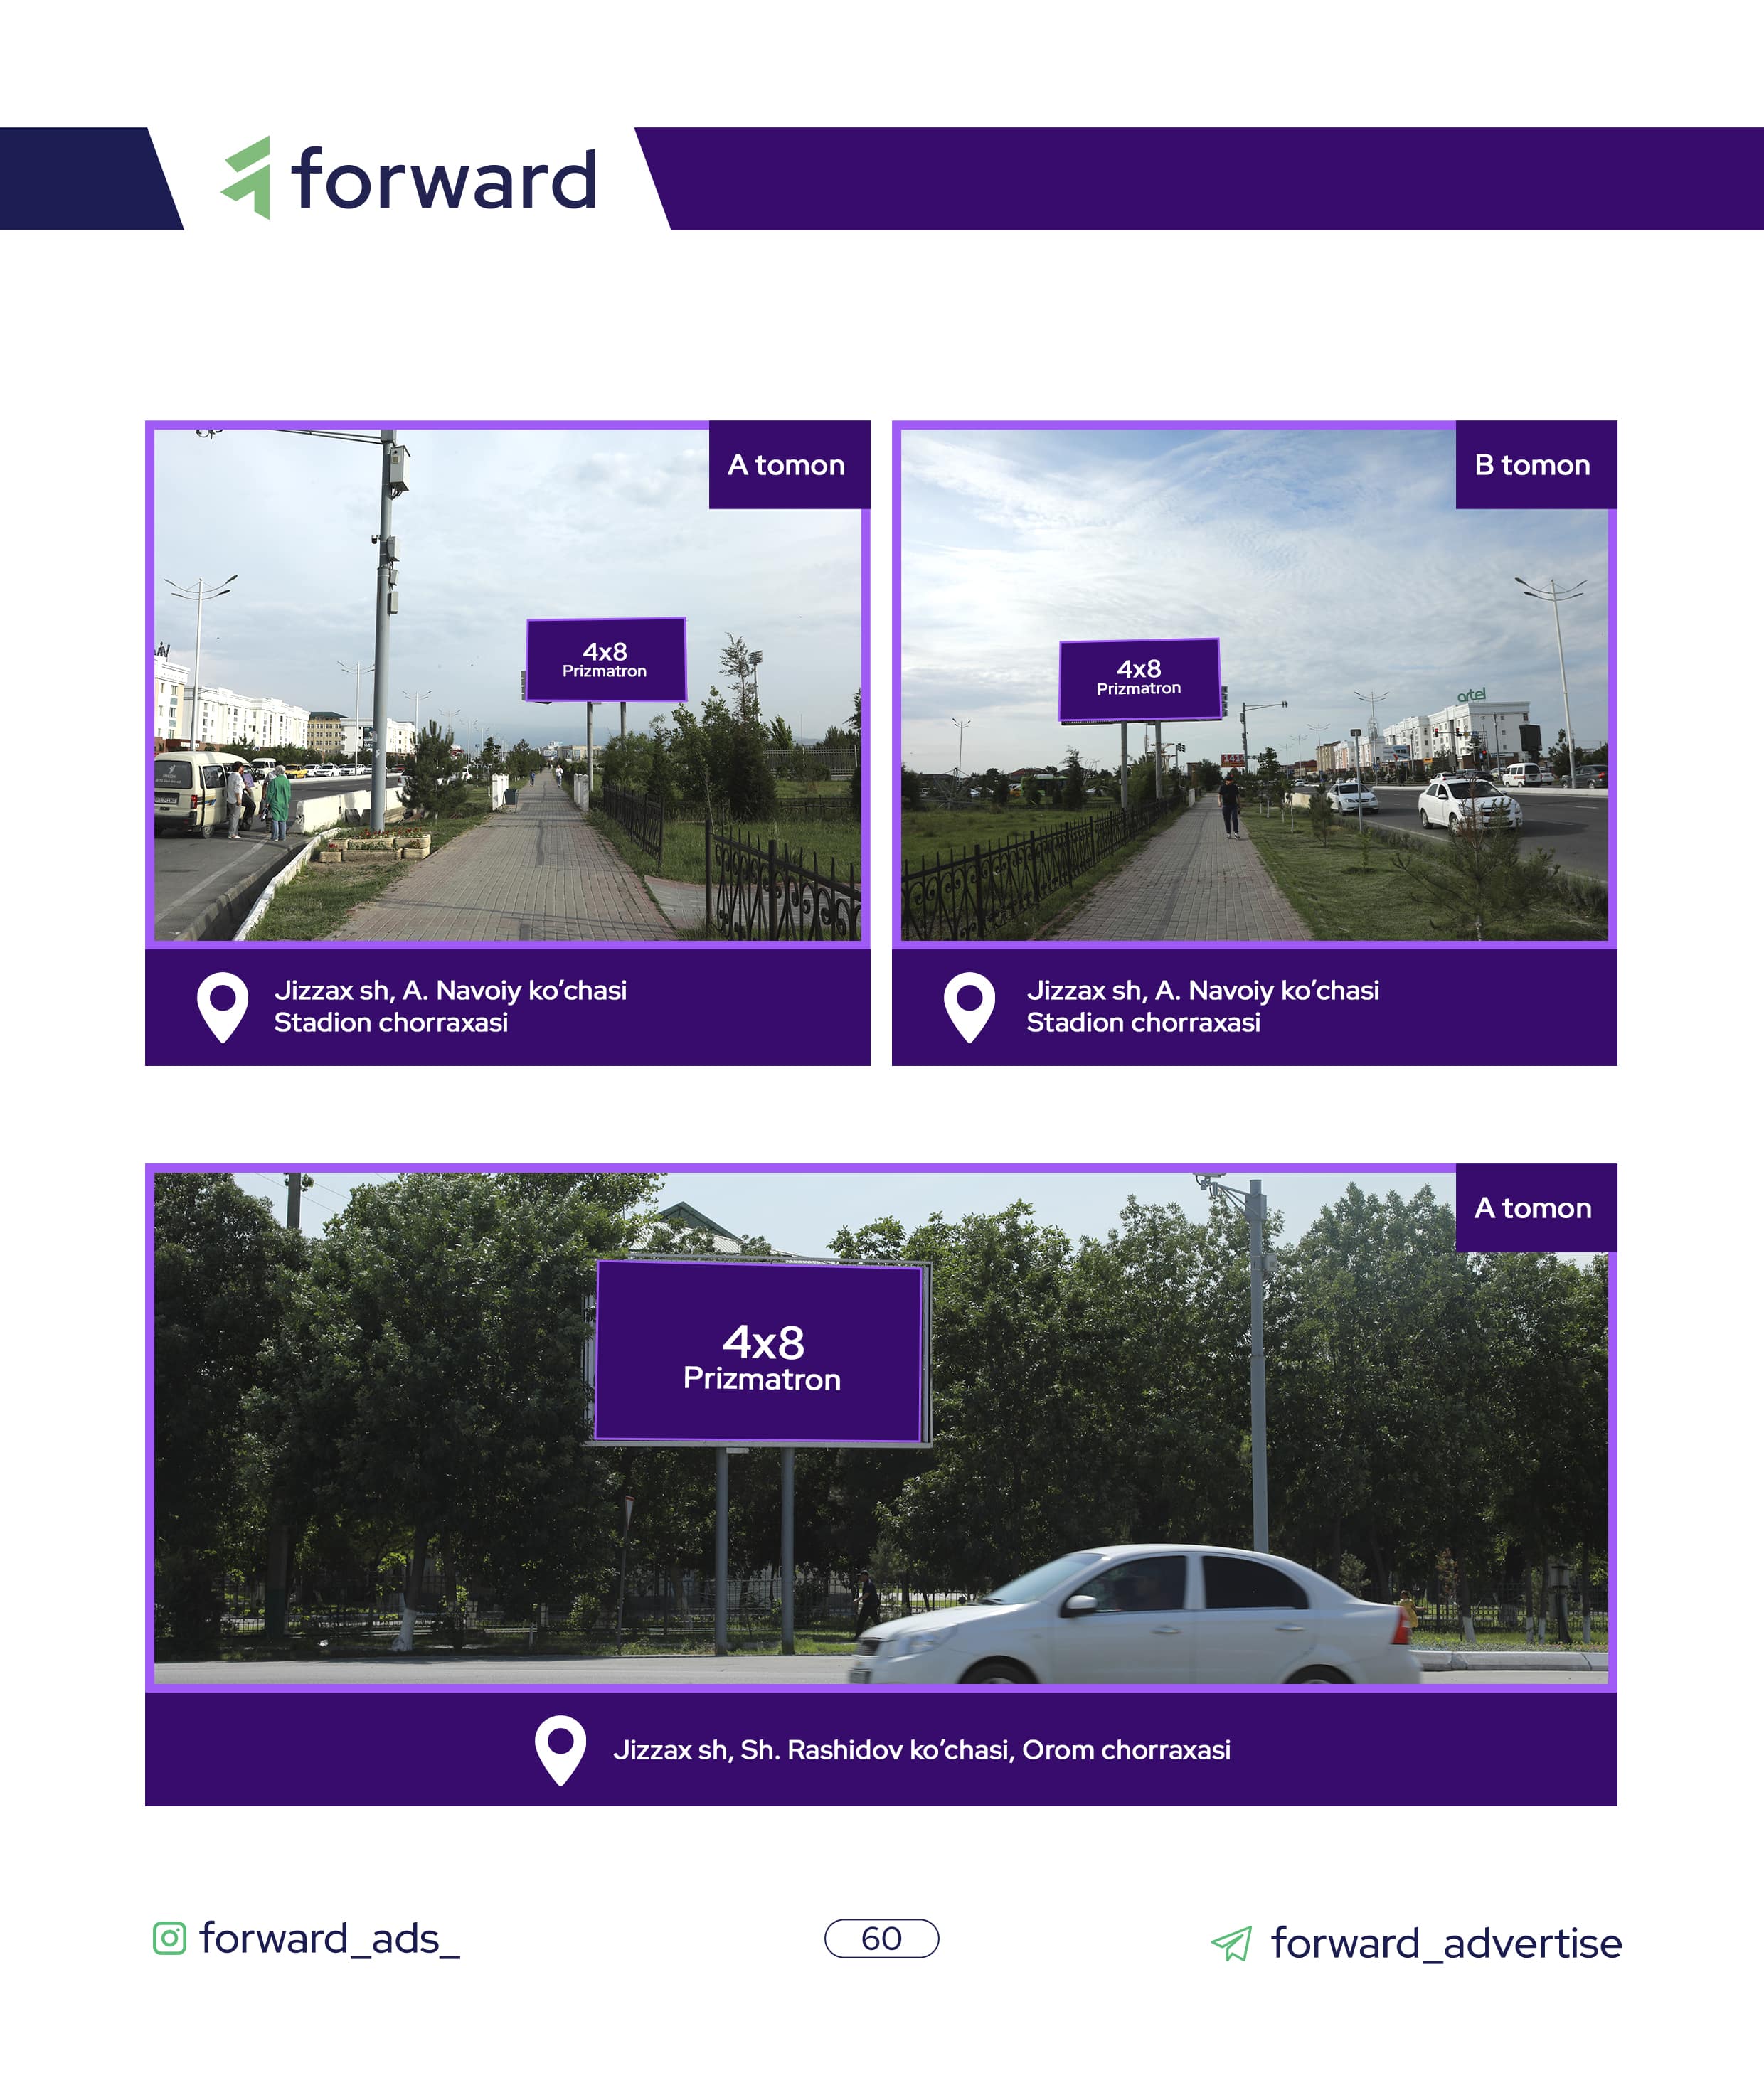 forward
A tomon
4x8
Prizmatron
Jizzax sh, A. Navoiy ko‘chasi
Stadion chorraxasi
B tomon
4x8
Prizmatron
artel
Jizzax sh, A. Navoiy ko‘chasi
Stadion chorraxasi
A tomon
4x8
Prizmatron
Jizzax sh, Sh. Rashidov ko‘chasi, Orom chorraxasi
forward_ads_
60
forward_advertise